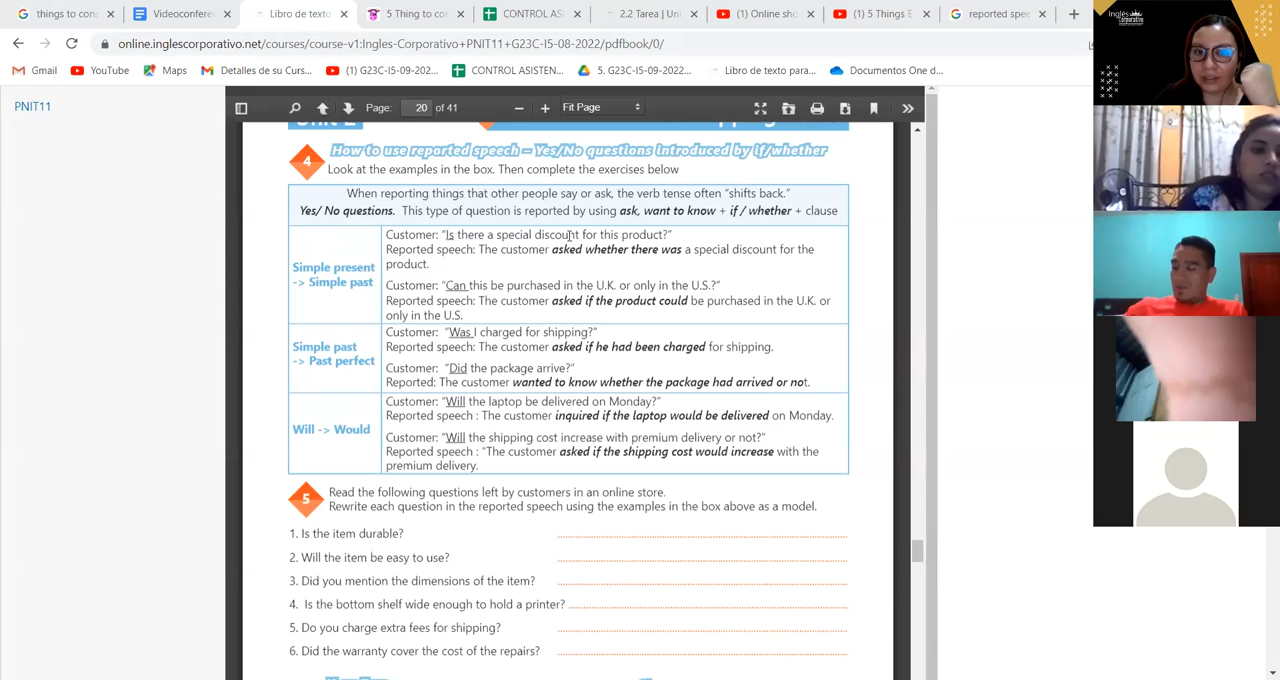 things to cons
Videoconfere
Libro de texto
5 Thing to con
CONTROL ASI
2.2 Tarea | Un
(1) Online sho
(1) 5 Things E
reported spee
online.inglescorporativo.net/courses/course-v1:Ingles-Corporativo+PNIT11+G23C-I5-08-2022/pdfbook/0/
Gmail
YouTube
Maps
Detalles de su Curs...
(1) G23C-I5-09-202...
CONTROL ASISTEN...
5. G23C-I5-09/2022...
Libro de texto para...
Documentos One d...
Inglés Corporativo
PNIT11
Page: 20 of 41
Fit Page
4
How to use reported speech – Yes/No questions introduced by if/whether
Look at the examples in the box. Then complete the exercises below
When reporting things that other people say or ask, the verb tense often “shifts back.”
Yes/ No questions. This type of question is reported by using ask, want to know + if / whether + clause
Simple present
-> Simple past
Customer: “Is there a special discount for this product?”
Reported speech: The customer asked whether there was a special discount for the
product.
Customer: “Can this be purchased in the U.K. or only in the U.S.?”
Reported speech: The customer asked if the product could be purchased in the U.K. or
only in the U.S.
Simple past
-> Past perfect
Customer: “Was I charged for shipping?”
Reported speech: The customer asked if he had been charged for shipping.
Customer: “Did the package arrive?”
Reported: The customer wanted to know whether the package had arrived or not.
Will -> Would
Customer: “Will the laptop be delivered on Monday?”
Reported speech : The customer inquired if the laptop would be delivered on Monday.
Customer: “Will the shipping cost increase with premium delivery or not?”
Reported speech : “The customer asked if the shipping cost would increase with the
premium delivery.
5
Read the following questions left by customers in an online store.
Rewrite each question in the reported speech using the examples in the box above as a model.
1. Is the item durable?
2. Will the item be easy to use?
3. Did you mention the dimensions of the item?
4. Is the bottom shelf wide enough to hold a printer?
5. Do you charge extra fees for shipping?
6. Did the warranty cover the cost of the repairs?